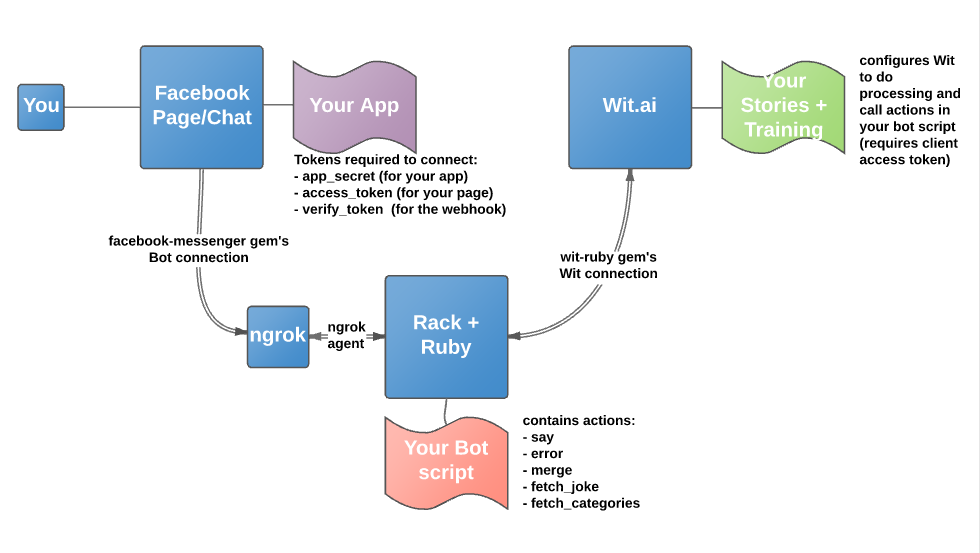 You
Facebook
Page/Chat
Your App
Tokens required to connect:
- app_secret (for your app)
- access_token (for your page)
- verify_token  (for the webhook)
Wit.ai
Your
Stories +
Training
configures Wit
to do
processing and
call actions in
your bot script
(requires client
access token)
facebook-messenger gem's
Bot connection
wit-ruby gem's
Wit connection
ngrok
ngrok
agent
Rack +
Ruby
Your Bot
script
contains actions:
- say
- error
- merge
- fetch_joke
- fetch_categories